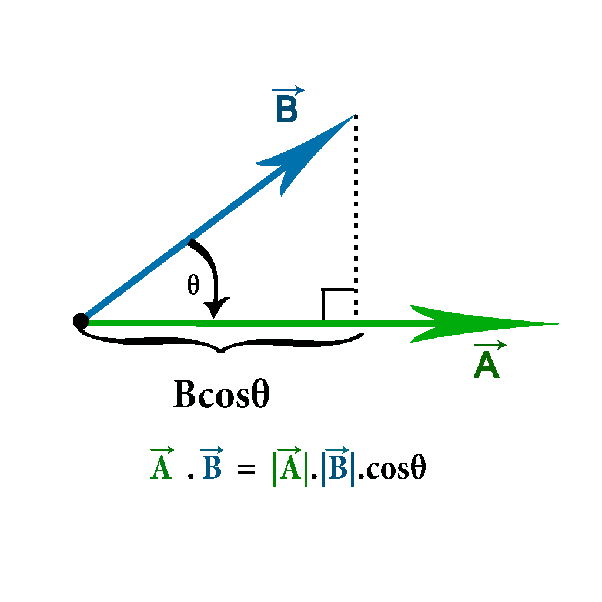 B⃗
θ
A⃗
Bcosθ
A⃗ . B⃗ = |A⃗|.|B⃗|.cosθ